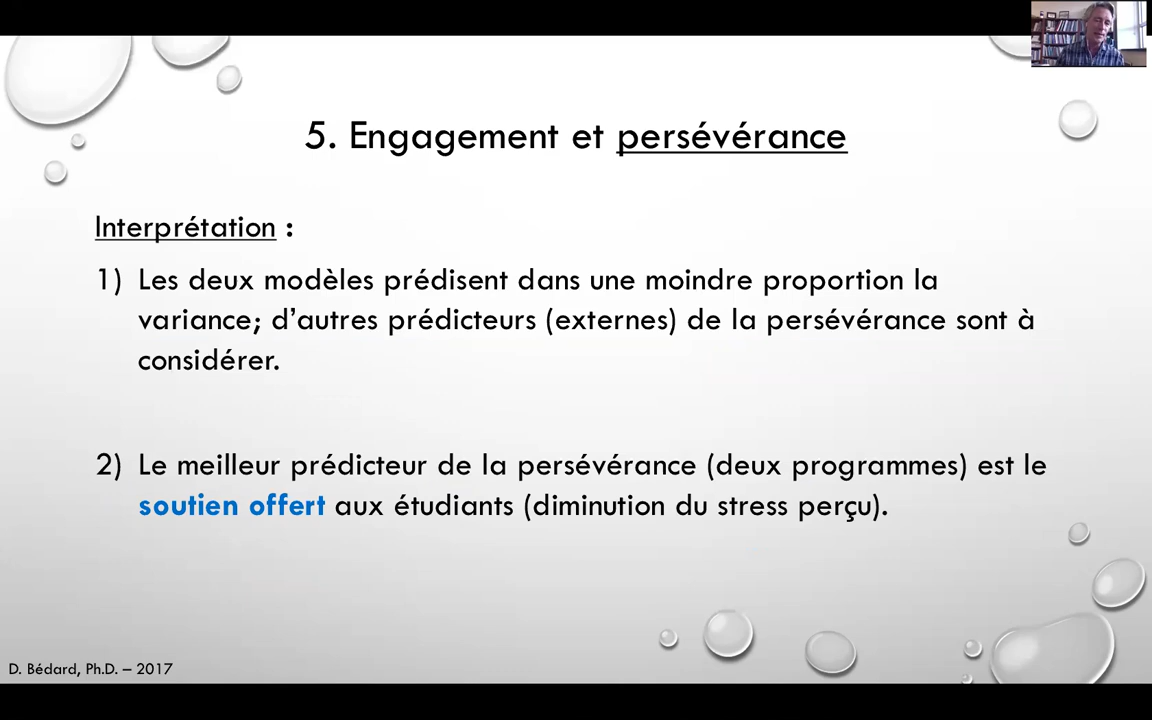 5. Engagement et persévérance
Interprétation :
1) Les deux modèles prédisent dans une moindre proportion la
variance; d’autres prédicteurs (externes) de la persévérance sont à
considérer.
2) Le meilleur prédicteur de la persévérance (deux programmes) est le
soutien offert aux étudiants (diminution du stress perçu).
D. Bédard, Ph.D. – 2017